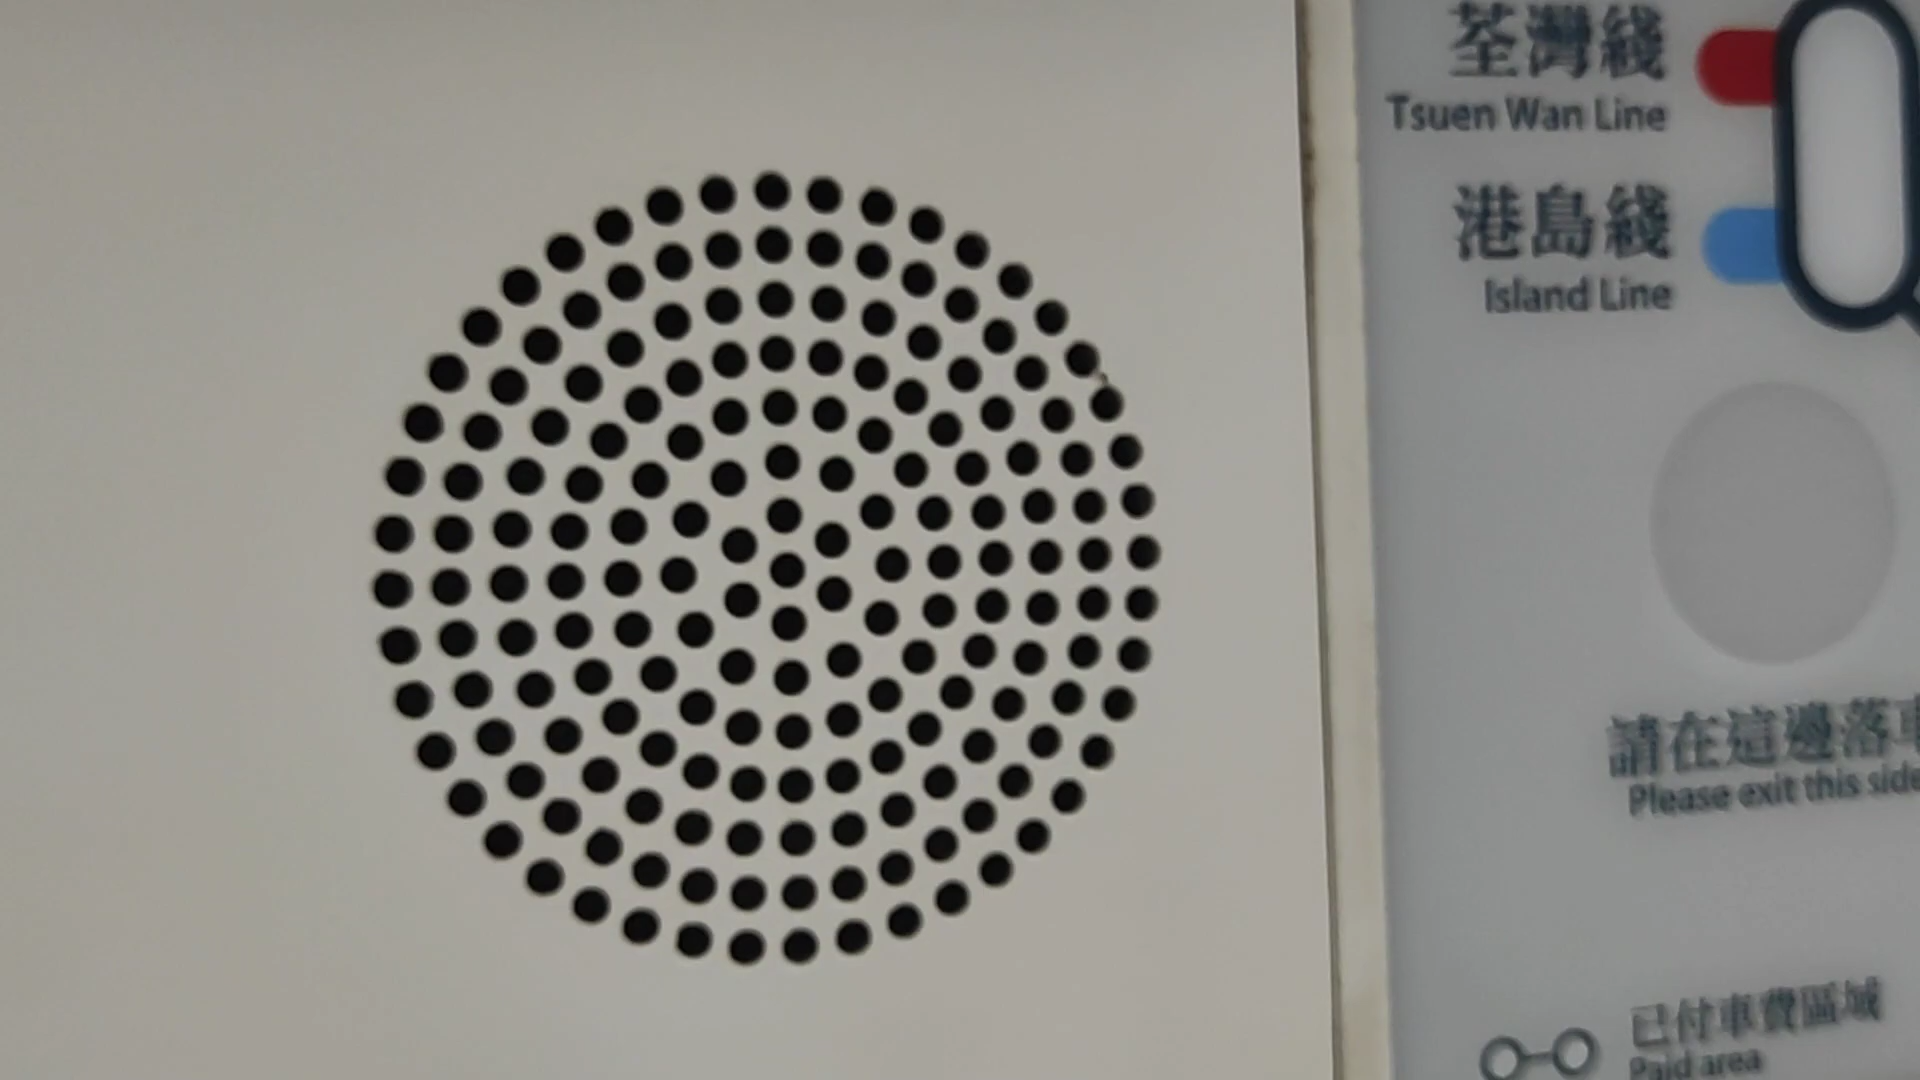 荃灣綫
Tsuen Wan Line
港島綫
Island Line
請在這邊落車
Please exit this side
已付車費區域
Paid area